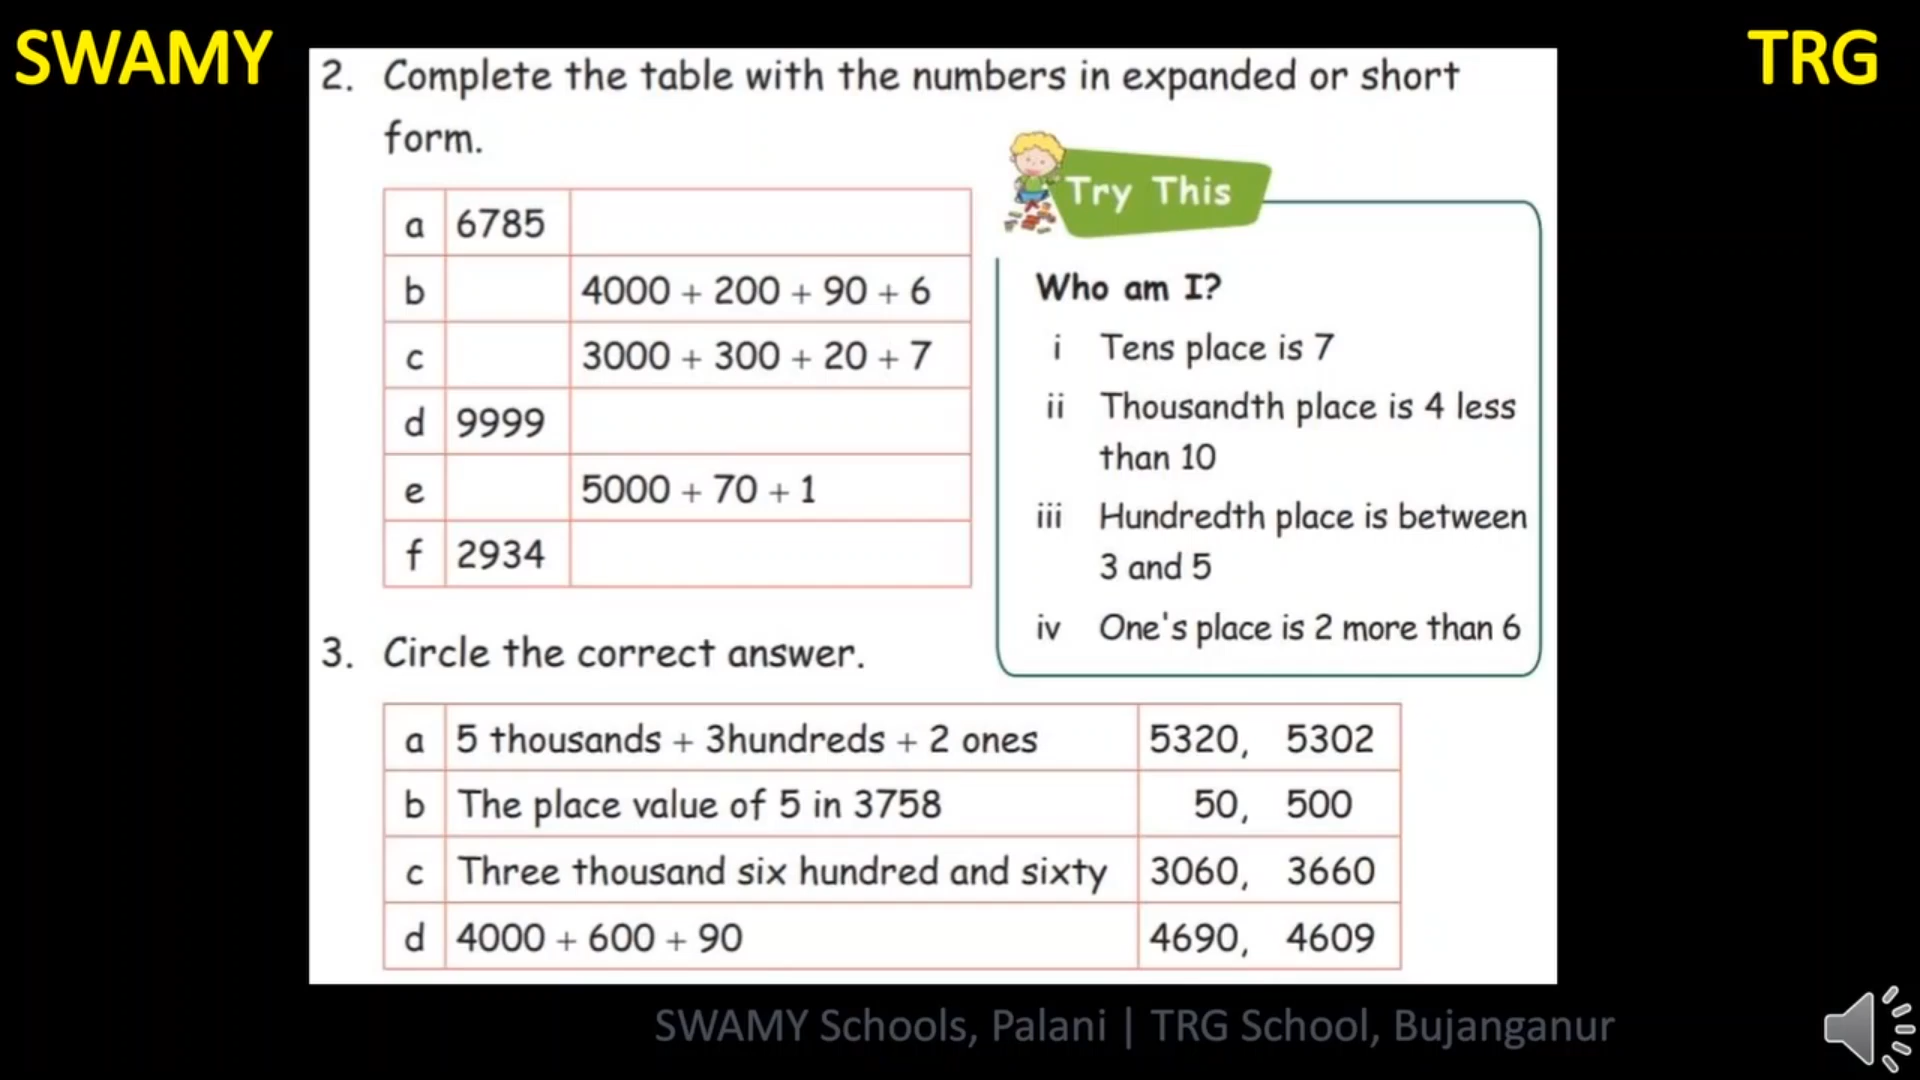 SWAMY
TRG
2. Complete the table with the numbers in expanded or short
form.
a 6785
b 4000 + 200 + 90 + 6
c 3000 + 300 + 20 + 7
d 9999
e 5000 + 70 + 1
f 2934
Try This
Who am I?
i Tens place is 7
ii Thousandth place is 4 less
than 10
iii Hundredth place is between
3 and 5
iv One's place is 2 more than 6
3. Circle the correct answer.
a 5 thousands + 3hundreds + 2 ones 5320, 5302
b The place value of 5 in 3758 50, 500
c Three thousand six hundred and sixty 3060, 3660
d 4000 + 600 + 90 4690, 4609
SWAMY Schools, Palani | TRG School, Bujanganur